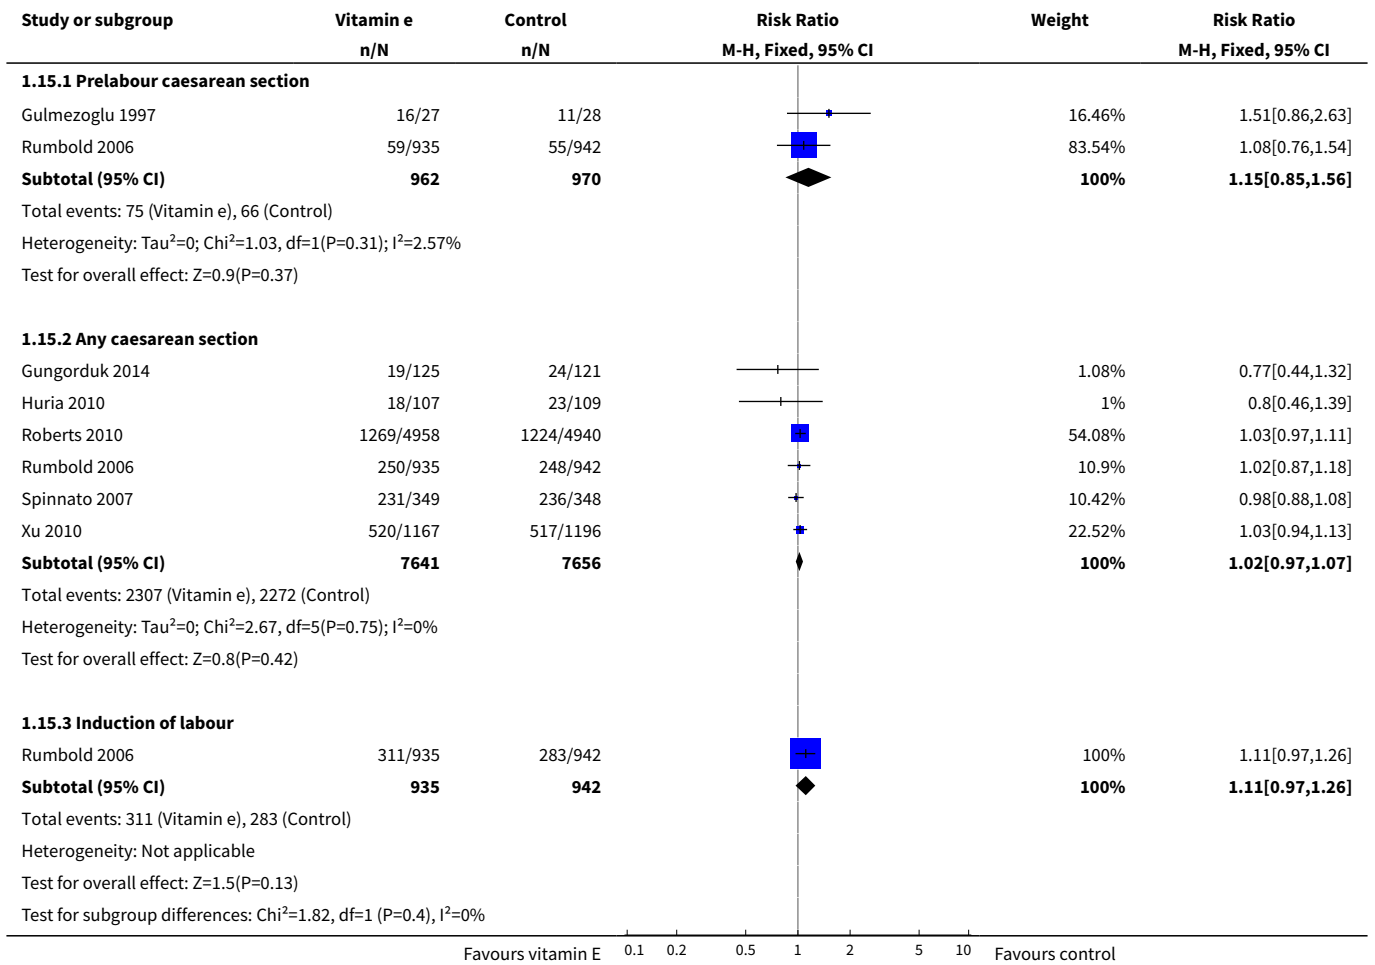 Study or subgroup Vitamin e Control Risk Ratio Weight Risk Ratio
n/N n/N M-H, Fixed, 95% CI M-H, Fixed, 95% CI
1.15.1 Prelabour caesarean section
Gulmezoglu 1997 16/27 11/28 16.46% 1.51[0.86,2.63]
Rumbold 2006 59/935 55/942 83.54% 1.08[0.76,1.54]
Subtotal (95% CI) 962 970 100% 1.15[0.85,1.56]
Total events: 75 (Vitamin e), 66 (Control)
Heterogeneity: Tau²=0; Chi²=1.03, df=1(P=0.31); I²=2.57%
Test for overall effect: Z=0.9(P=0.37)
1.15.2 Any caesarean section
Gungorduk 2014 19/125 24/121 1.08% 0.77[0.44,1.32]
Huria 2010 18/107 23/109 1% 0.8[0.46,1.39]
Roberts 2010 1269/4958 1224/4940 54.08% 1.03[0.97,1.11]
Rumbold 2006 250/935 248/942 10.9% 1.02[0.87,1.18]
Spinnato 2007 231/349 236/348 10.42% 0.98[0.88,1.08]
Xu 2010 520/1167 517/1196 22.52% 1.03[0.94,1.13]
Subtotal (95% CI) 7641 7656 100% 1.02[0.97,1.07]
Total events: 2307 (Vitamin e), 2272 (Control)
Heterogeneity: Tau²=0; Chi²=2.67, df=5(P=0.75); I²=0%
Test for overall effect: Z=0.8(P=0.42)
1.15.3 Induction of labour
Rumbold 2006 311/935 283/942 100% 1.11[0.97,1.26]
Subtotal (95% CI) 935 942 100% 1.11[0.97,1.26]
Total events: 311 (Vitamin e), 283 (Control)
Heterogeneity: Not applicable
Test for overall effect: Z=1.5(P=0.13)
Test for subgroup differences: Chi²=1.82, df=1 (P=0.4), I²=0%
Favours vitamin E 0.1 0.2 0.5 1 2 5 10 Favours control